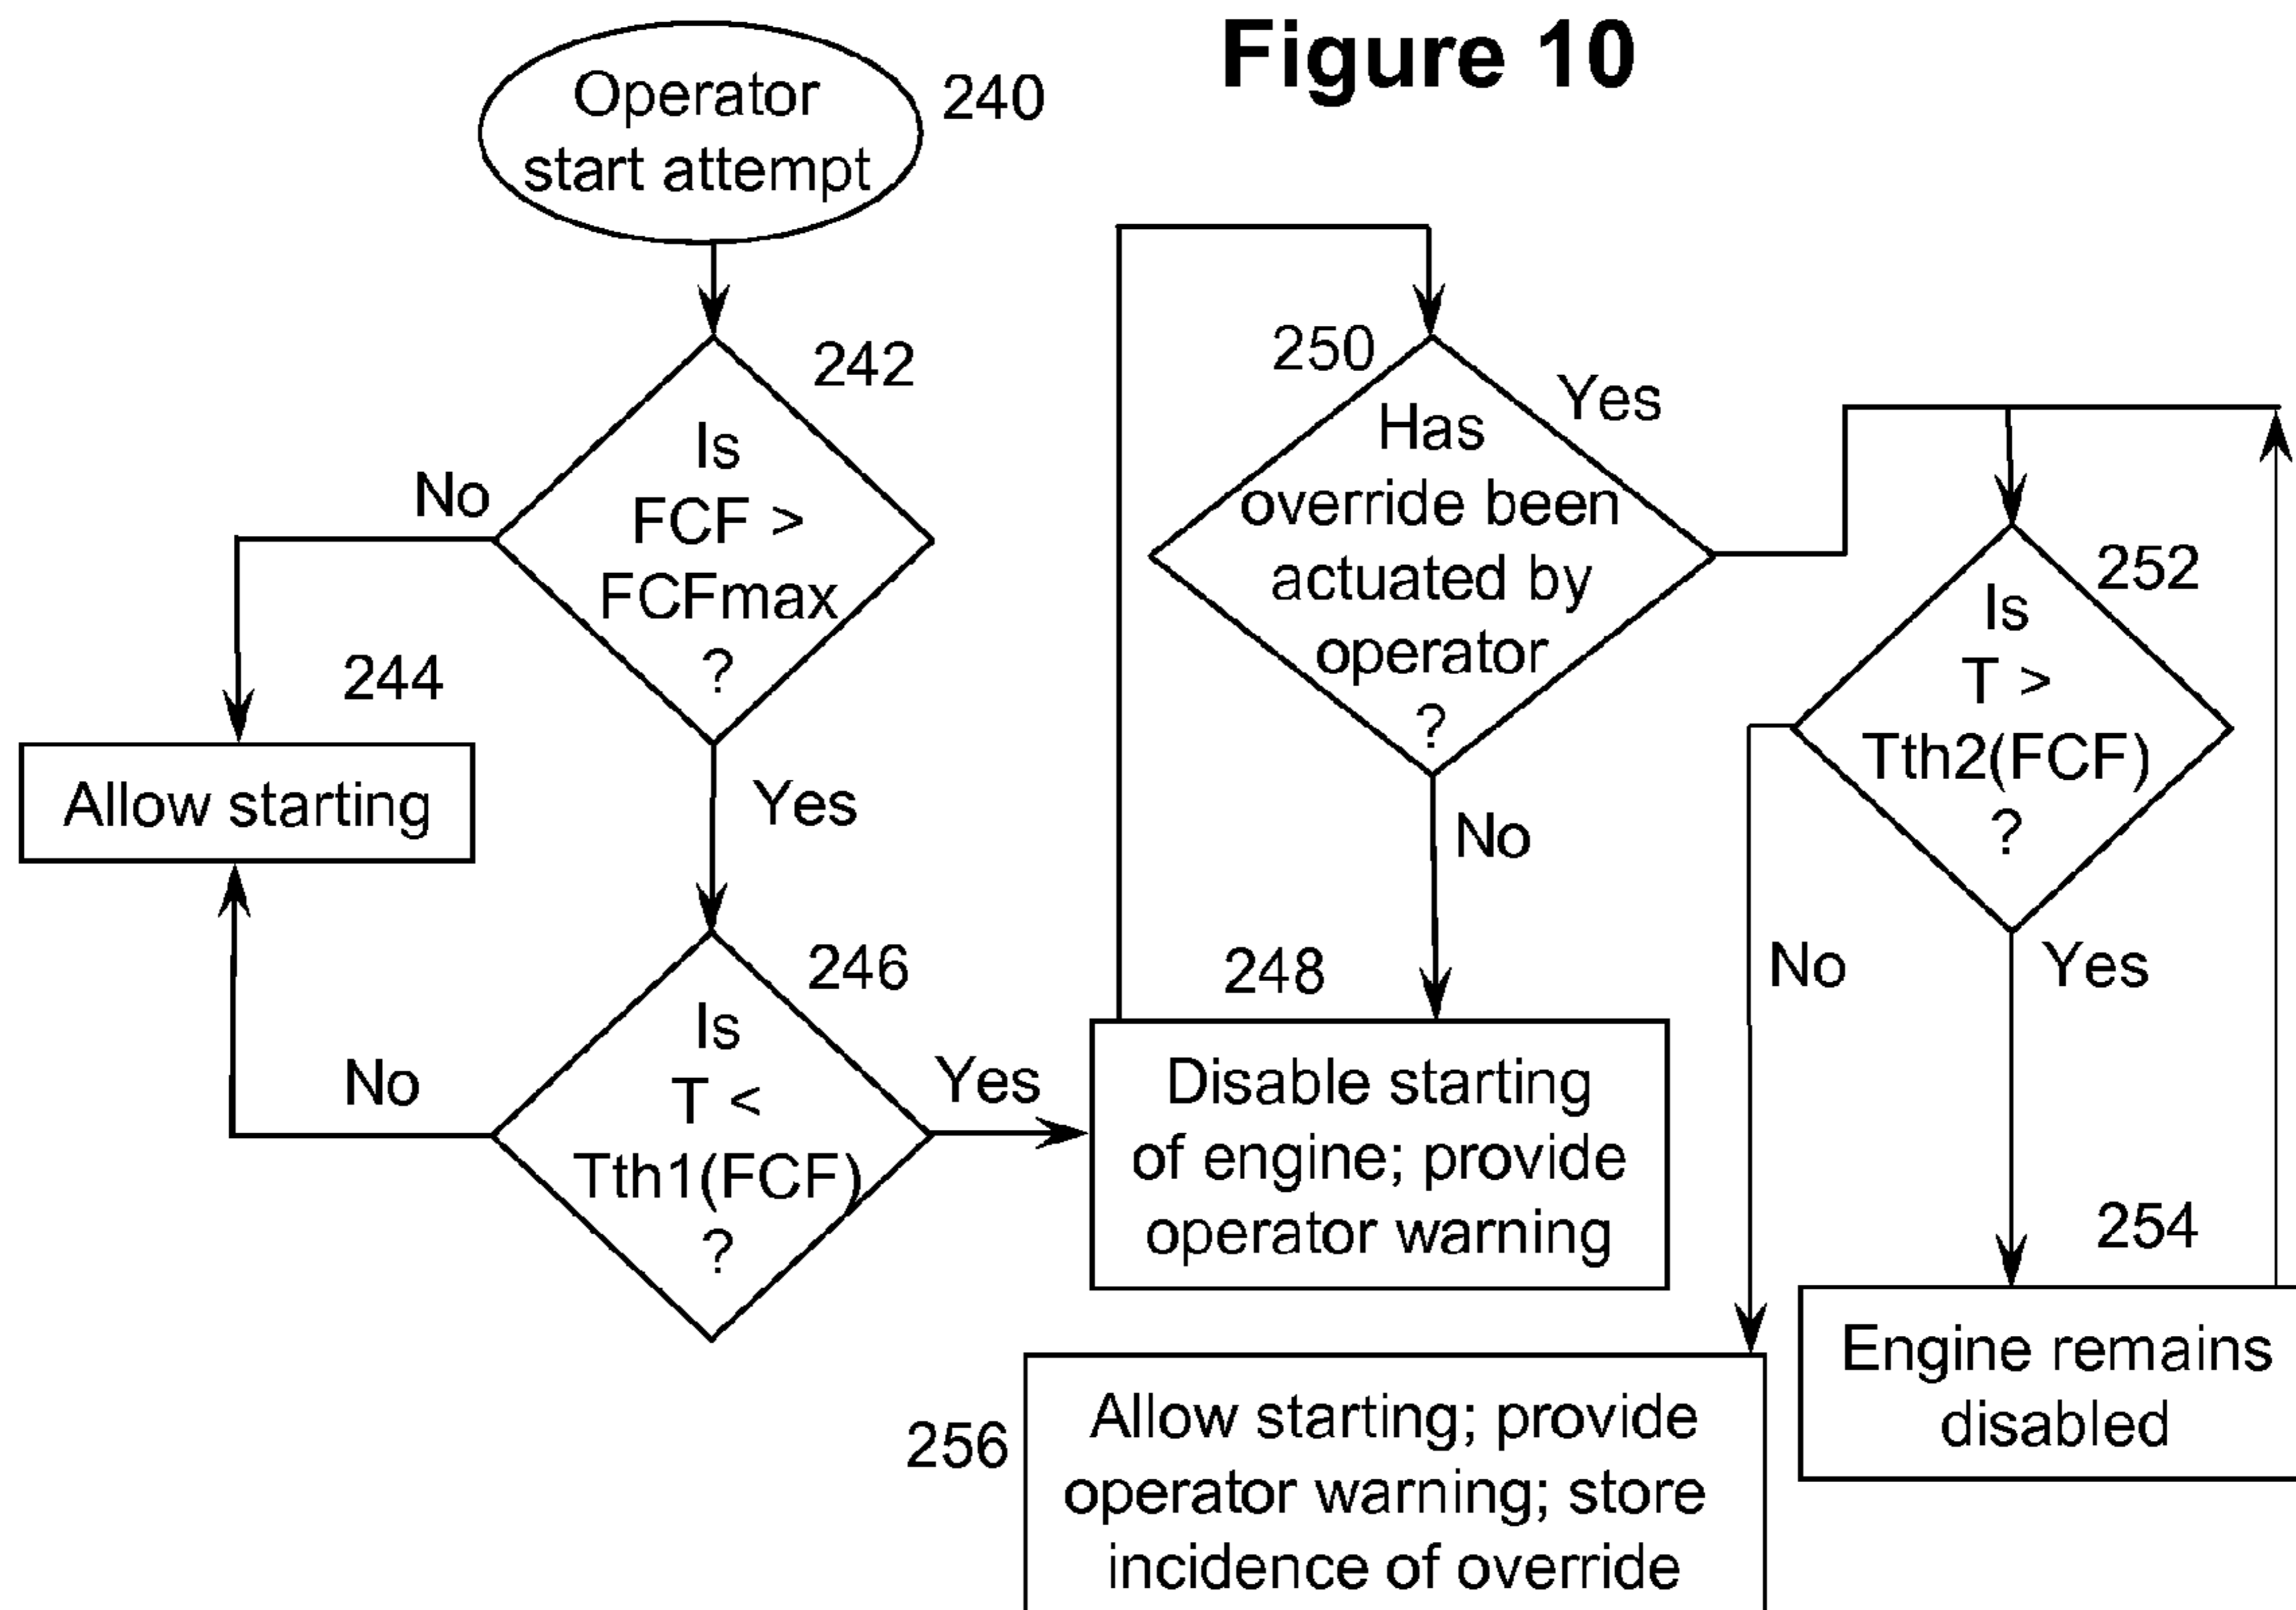 Figure 10
Operator
start attempt
240
242
Is
FCF >
FCFmax
?
No
Yes
244
Allow starting
246
Is
T <
Tth1(FCF)
?
No
Yes
248
Disable starting
of engine; provide
operator warning
250
Has
override been
actuated by
operator
?
Yes
No
252
Is
T >
Tth2(FCF)
?
No
Yes
254
Engine remains
disabled
256
Allow starting; provide
operator warning; store
incidence of override